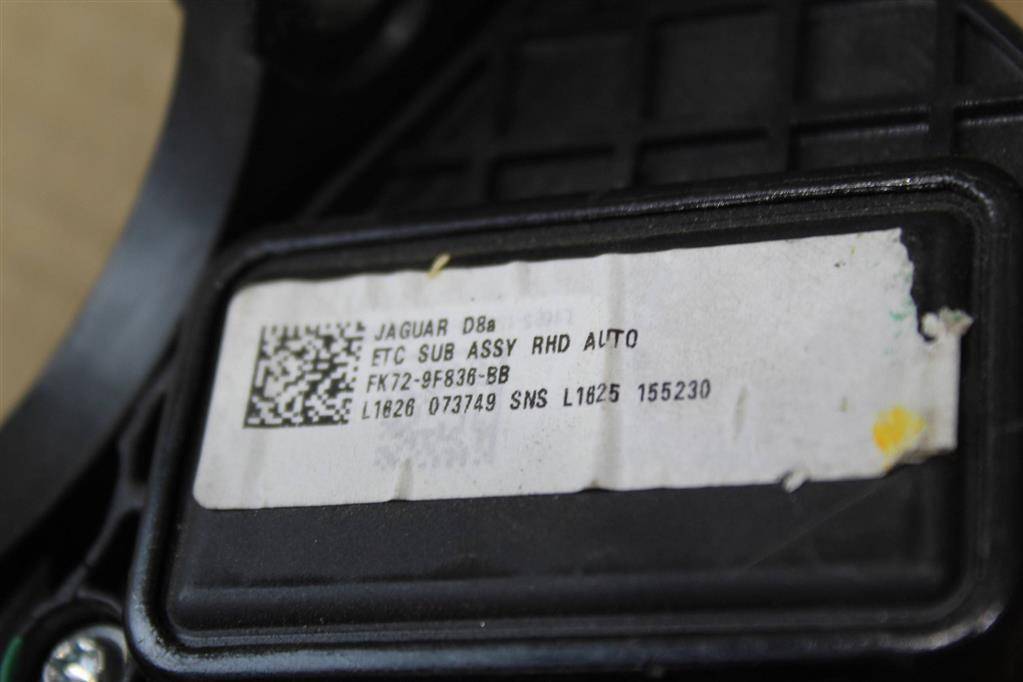 JAGUAR D8a
ETC SUB ASSY RHD AUTO
FK72-9F836-BB
L1626 073749 SNS L1625 155230